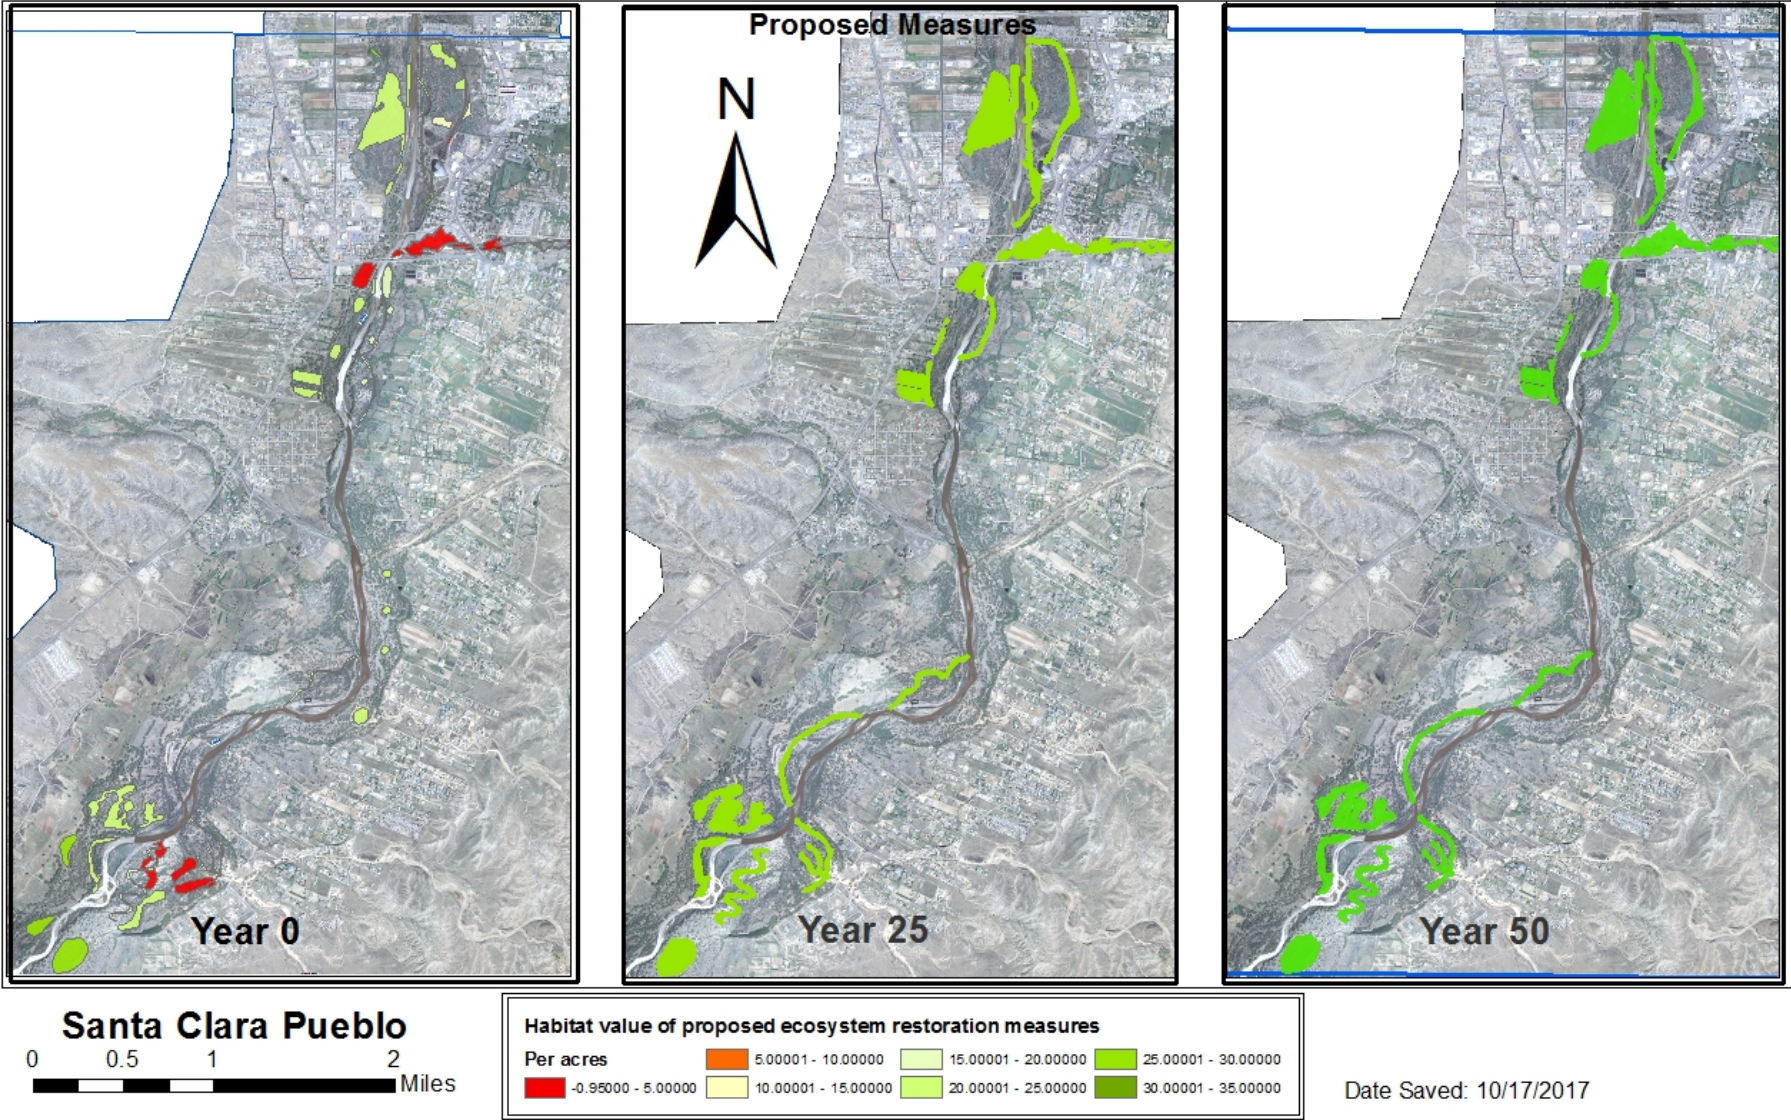 Proposed Measures
N
Year 0
Year 25
Year 50
Santa Clara Pueblo
0 0.5 1 2
Miles
Habitat value of proposed ecosystem restoration measures
Per acres
-0.95000 - 5.00000
5.00001 - 10.00000
10.00001 - 15.00000
15.00001 - 20.00000
20.00001 - 25.00000
25.00001 - 30.00000
30.00001 - 35.00000
Date Saved: 10/17/2017